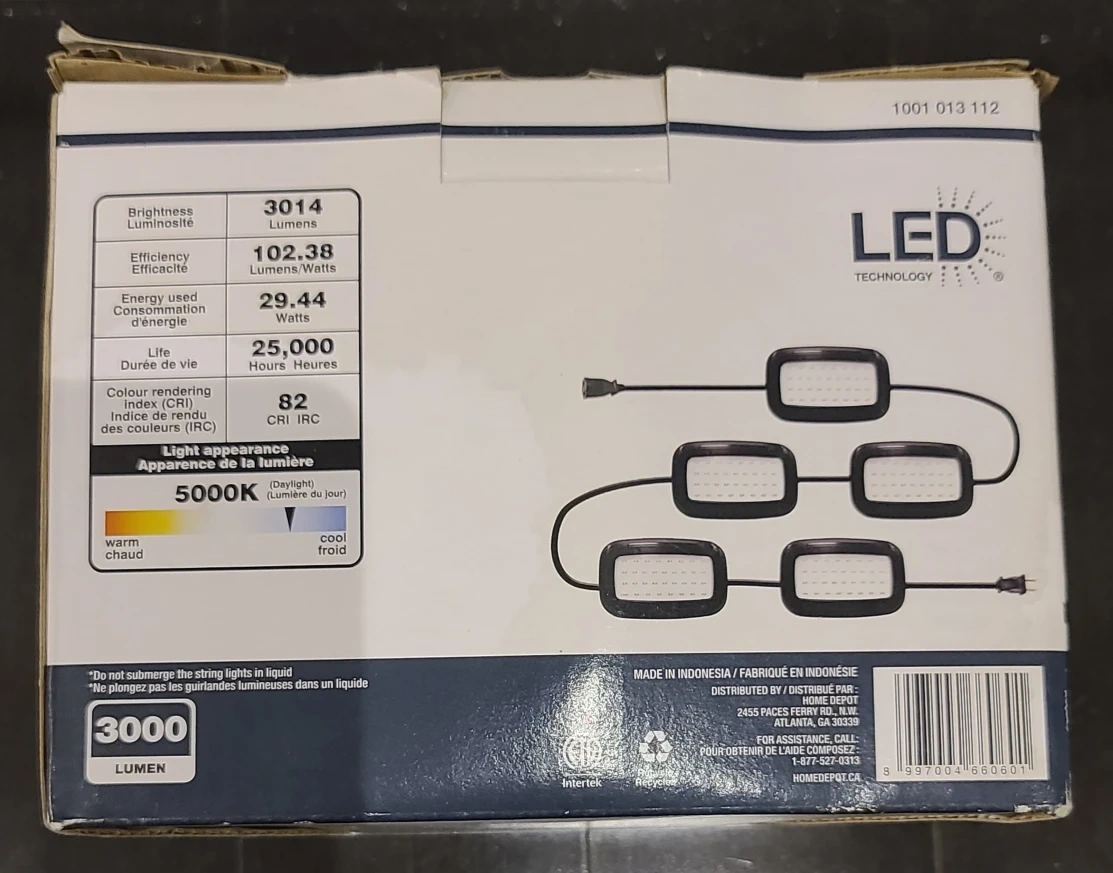 1001 013 112
Brightness
Luminosité
3014
Lumens
Efficiency
Efficacité
102.38
Lumens/Watts
Energy used
Consommation
d'énergie
29.44
Watts
Life
Durée de vie
25,000
Hours Heures
Colour rendering
index (CRI)
Indice de rendu
des couleurs (IRC)
82
CRI IRC
Light appearance
Apparence de la lumière
5000K
(Daylight)
(Lumière du jour)
warm
chaud
cool
froid
LED
TECHNOLOGY ®
*Do not submerge the string lights in liquid
*Ne plongez pas les guirlandes lumineuses dans un liquide
3000
LUMEN
Intertek
MADE IN INDONESIA / FABRIQUÉ EN INDONÉSIE
DISTRIBUTED BY / DISTRIBUÉ PAR :
HOME DEPOT
2455 PACES FERRY RD., N.W.
ATLANTA, GA 30339
FOR ASSISTANCE, CALL:
POUR OBTENIR DE L'AIDE COMPOSEZ :
1-877-527-0313
HOMEDEPOT.CA
8 997004 660601